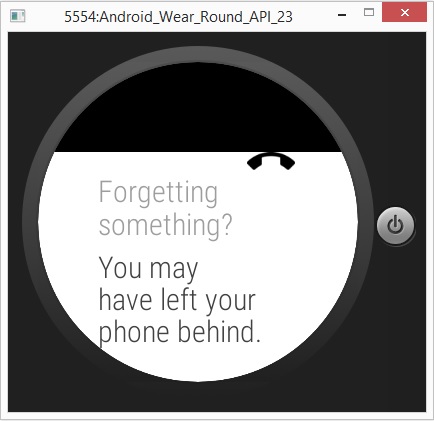 5554:Android_Wear_Round_API_23
Forgetting
something?
You may
have left your
phone behind.